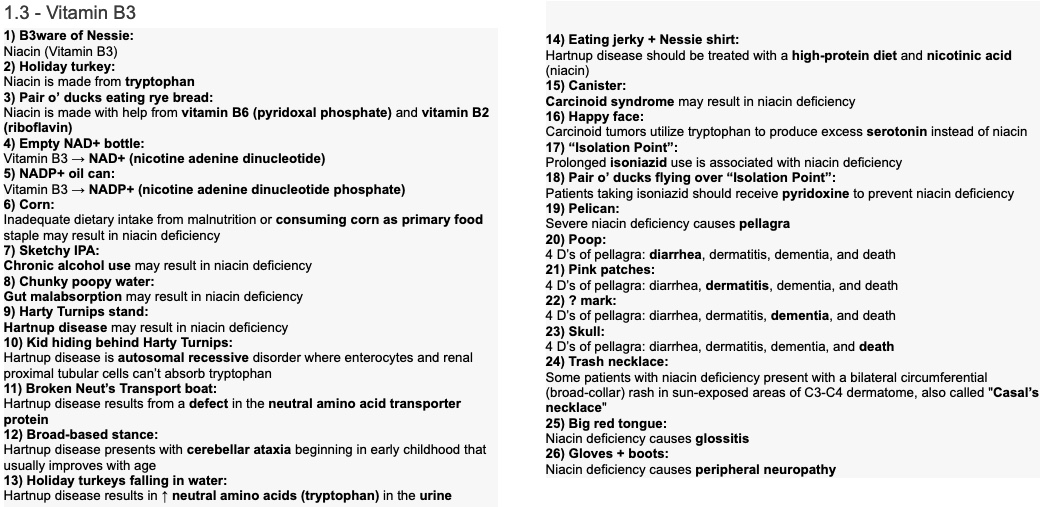 1.3 - Vitamin B3
1) B3ware of Nessie:
Niacin (Vitamin B3)
2) Holiday turkey:
Niacin is made from tryptophan
3) Pair o’ ducks eating rye bread:
Niacin is made with help from vitamin B6 (pyridoxal phosphate) and vitamin B2
(riboflavin)
4) Empty NAD+ bottle:
Vitamin B3 → NAD+ (nicotine adenine dinucleotide)
5) NADP+ oil can:
Vitamin B3 → NADP+ (nicotine adenine dinucleotide phosphate)
6) Corn:
Inadequate dietary intake from malnutrition or consuming corn as primary food
staple may result in niacin deficiency
7) Sketchy IPA:
Chronic alcohol use may result in niacin deficiency
8) Chunky poopy water:
Gut malabsorption may result in niacin deficiency
9) Harty Turnips stand:
Hartnup disease may result in niacin deficiency
10) Kid hiding behind Harty Turnips:
Hartnup disease is autosomal recessive disorder where enterocytes and renal
proximal tubular cells can’t absorb tryptophan
11) Broken Neut’s Transport boat:
Hartnup disease results from a defect in the neutral amino acid transporter
protein
12) Broad-based stance:
Hartnup disease presents with cerebellar ataxia beginning in early childhood that
usually improves with age
13) Holiday turkeys falling in water:
Hartnup disease results in ↑ neutral amino acids (tryptophan) in the urine
14) Eating jerky + Nessie shirt:
Hartnup disease should be treated with a high-protein diet and nicotinic acid
(niacin)
15) Canister:
Carcinoid syndrome may result in niacin deficiency
16) Happy face:
Carcinoid tumors utilize tryptophan to produce excess serotonin instead of niacin
17) “Isolation Point”:
Prolonged isoniazid use is associated with niacin deficiency
18) Pair o’ ducks flying over “Isolation Point”:
Patients taking isoniazid should receive pyridoxine to prevent niacin deficiency
19) Pelican:
Severe niacin deficiency causes pellagra
20) Poop:
4 D’s of pellagra: diarrhea, dermatitis, dementia, and death
21) Pink patches:
4 D’s of pellagra: diarrhea, dermatitis, dementia, and death
22) ? mark:
4 D’s of pellagra: diarrhea, dermatitis, dementia, and death
23) Skull:
4 D’s of pellagra: diarrhea, dermatitis, dementia, and death
24) Trash necklace:
Some patients with niacin deficiency present with a bilateral circumferential
(broad-collar) rash in sun-exposed areas of C3-C4 dermatome, also called "Casal’s
necklace"
25) Big red tongue:
Niacin deficiency causes glossitis
26) Gloves + boots:
Niacin deficiency causes peripheral neuropathy